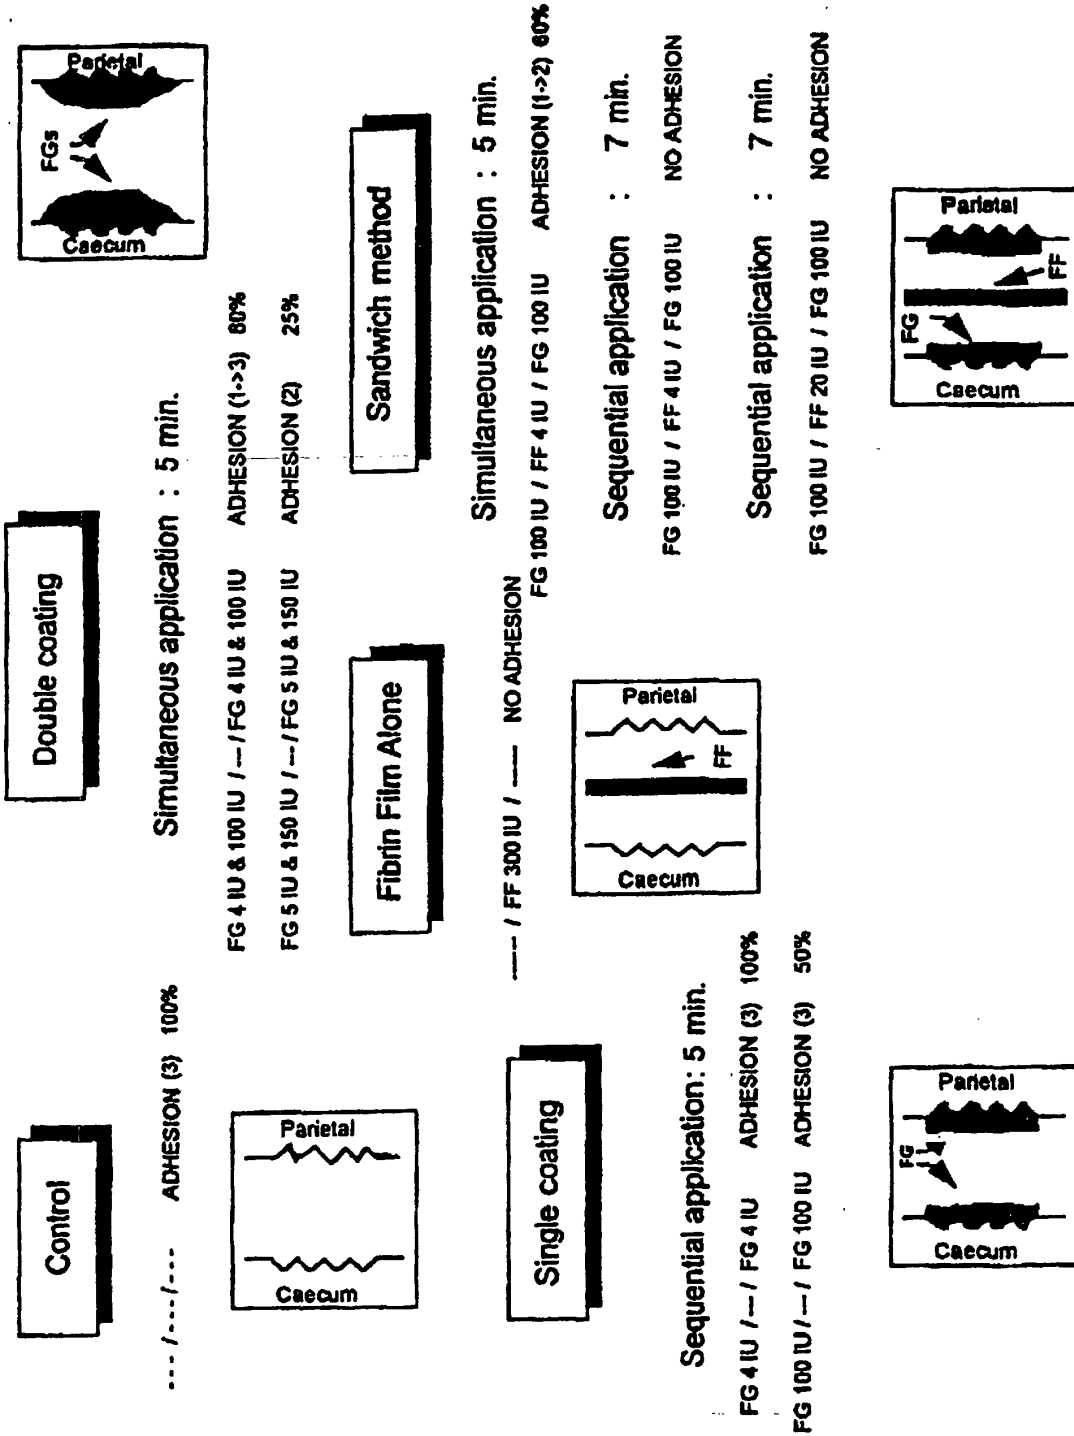 Control
--- / --- / --- ADHESION (3) 100%
Caecum
Parietal
Double coating
Simultaneous application : 5 min.
FG 4 IU & 100 IU / --- / FG 4 IU & 100 IU ADHESION (1->3) 80%
FG 5 IU & 150 IU / --- / FG 5 IU & 150 IU ADHESION (2) 25%
Caecum
FGs
Parietal
Single coating
Sequential application: 5 min.
FG 4 IU / --- / FG 4 IU ADHESION (3) 100%
FG 100 IU / --- / FG 100 IU ADHESION (3) 50%
Caecum
FG
Parietal
Fibrin Film Alone
---- / FF 300 IU / ---- NO ADHESION
Caecum
FF
Parietal
Sandwich method
Simultaneous application : 5 min.
FG 100 IU / FF 4 IU / FG 100 IU ADHESION (1->2) 60%
Sequential application : 7 min.
FG 100 IU / FF 4 IU / FG 100 IU NO ADHESION
Sequential application : 7 min.
FG 100 IU / FF 20 IU / FG 100 IU NO ADHESION
Caecum
FG
FF
Parietal